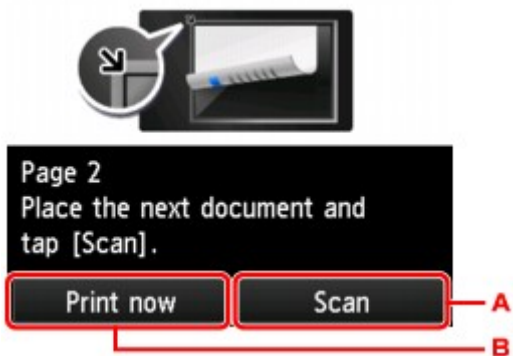 Page 2
Place the next document and
tap [Scan].
Print now
Scan
A
B